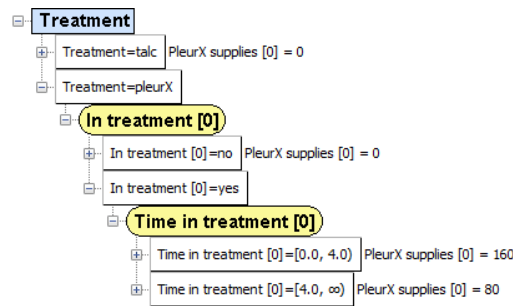 Treatment
Treatment=talc PleurX supplies [0] = 0
Treatment=pleurX
In treatment [0]
In treatment [0]=no PleurX supplies [0] = 0
In treatment [0]=yes
Time in treatment [0]
Time in treatment [0]=[0.0, 4.0) PleurX supplies [0] = 160
Time in treatment [0]=[4.0, ∞) PleurX supplies [0] = 80